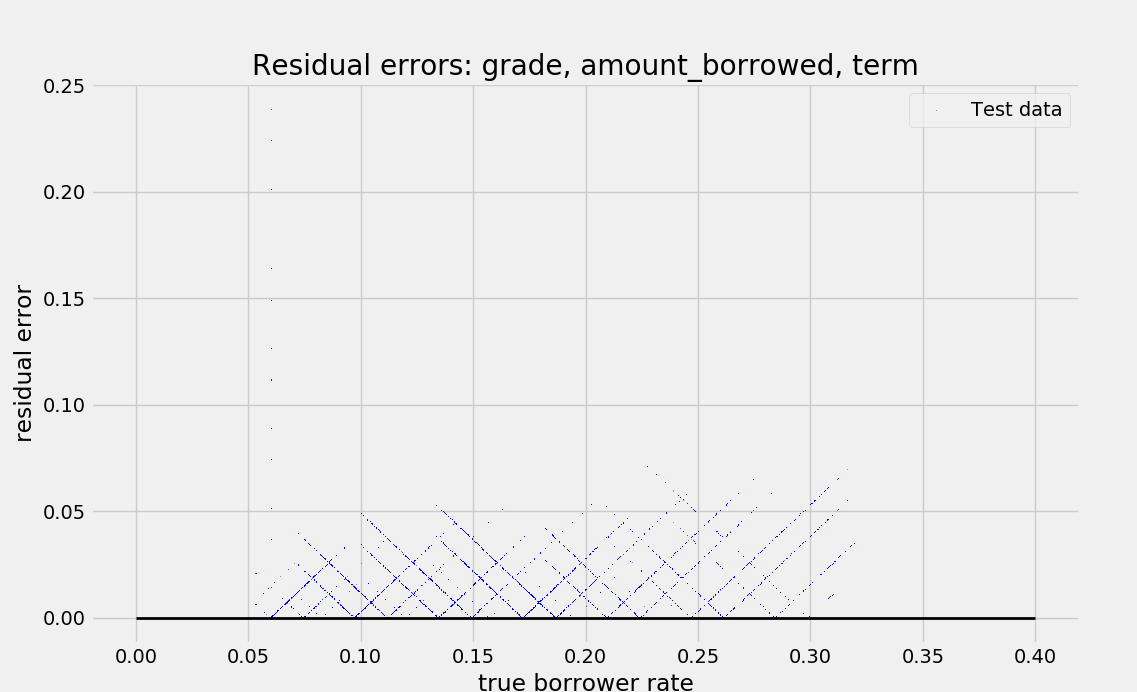 Residual errors: grade, amount_borrowed, term
Test data
residual error
0.25
0.20
0.15
0.10
0.05
0.00
0.00 0.05 0.10 0.15 0.20 0.25 0.30 0.35 0.40
true borrower rate